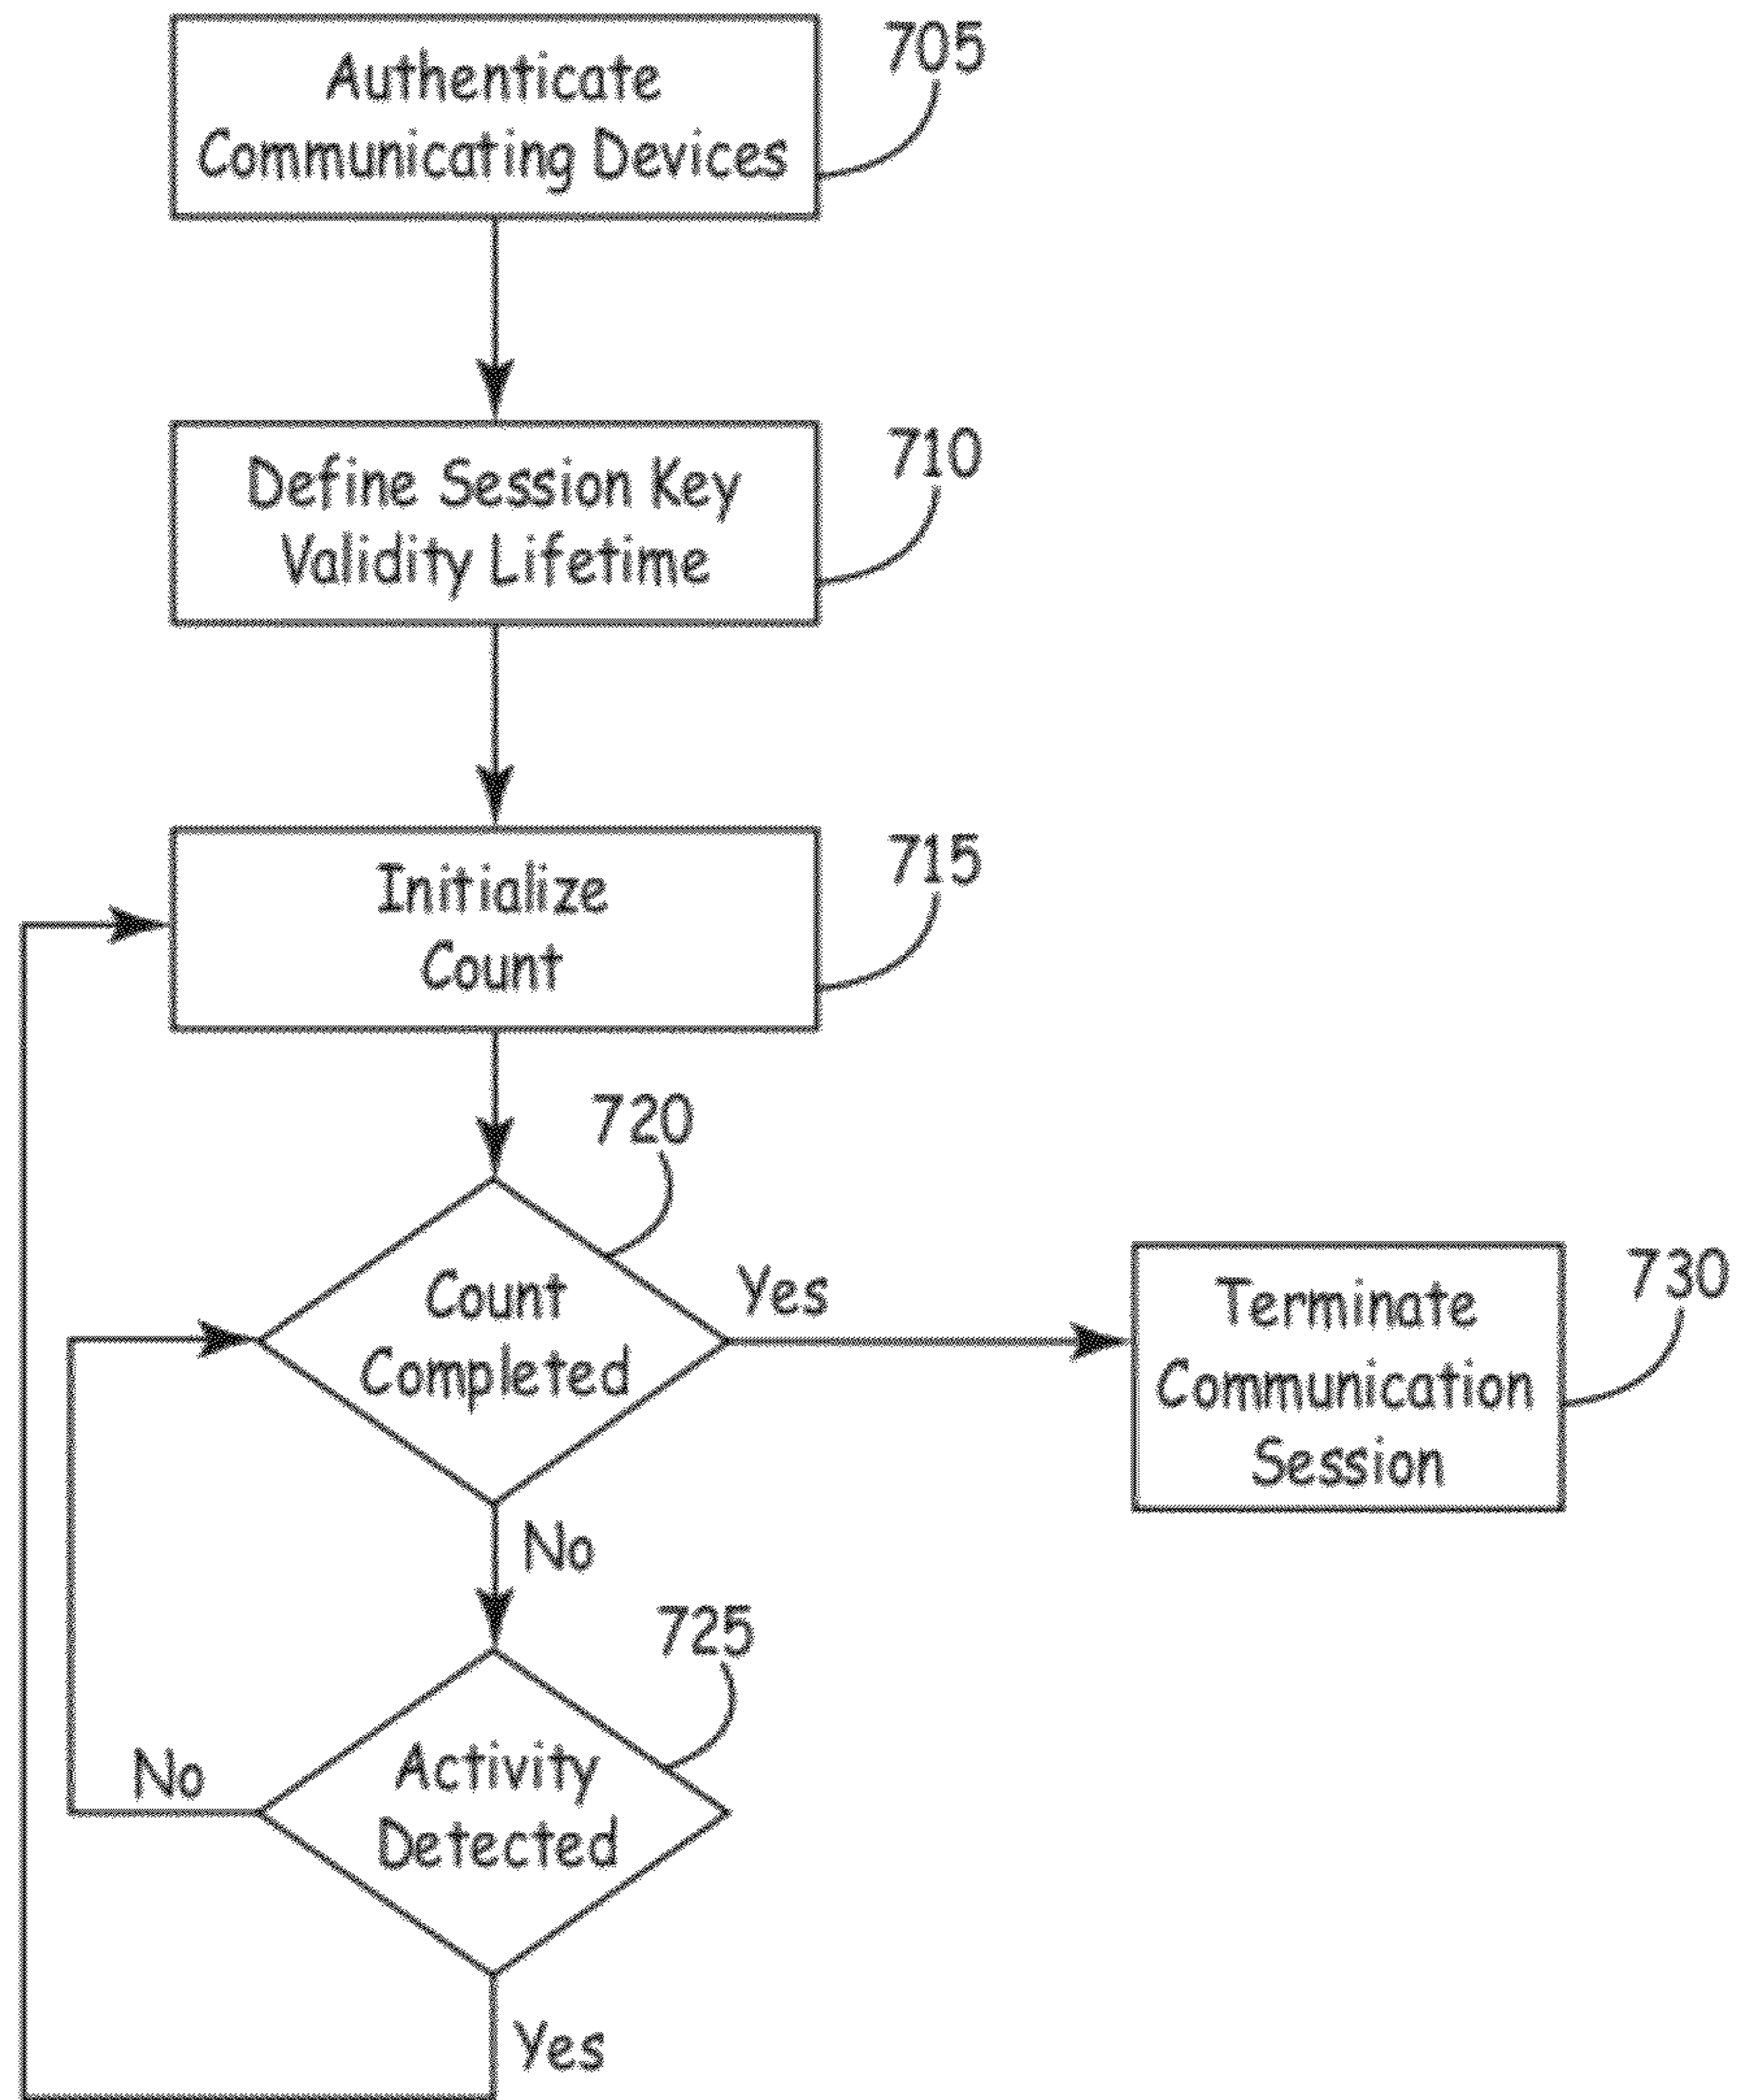 Authenticate
Communicating Devices
705
Define Session Key
Validity Lifetime
710
Initialize
Count
715
720
Count
Completed
Yes
Terminate
Communication
Session
730
No
725
Activity
Detected
No
Yes